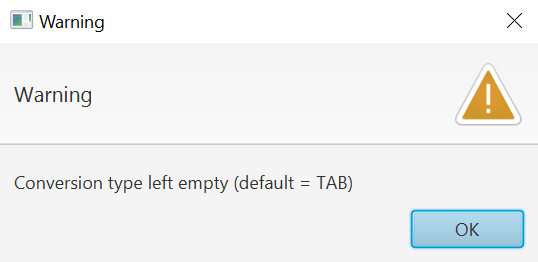 Warning
Warning
Conversion type left empty (default = TAB)
OK